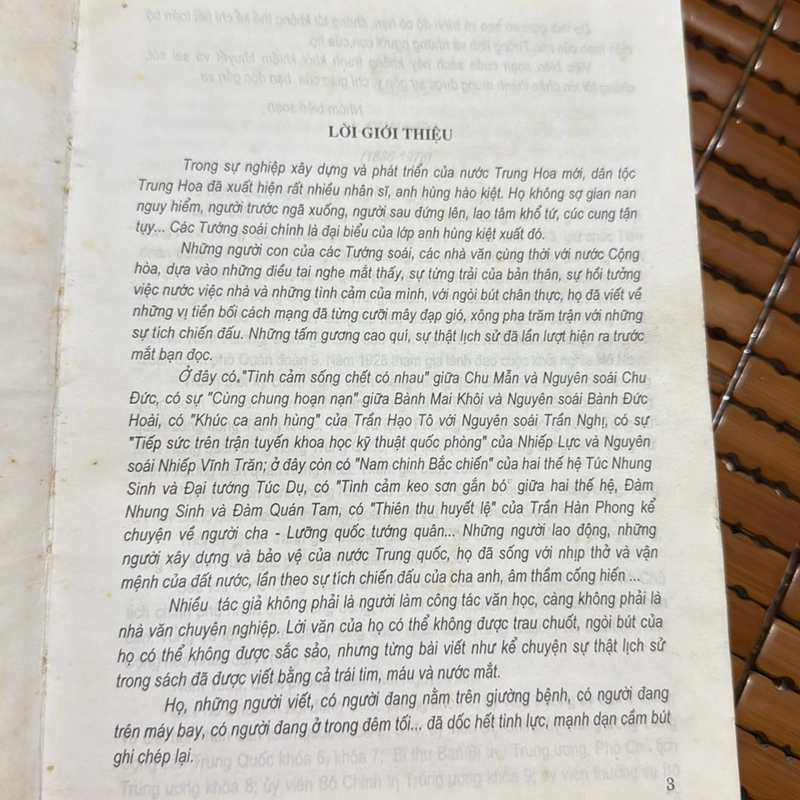 LỜI GIỚI THIỆU
Trong sự nghiệp xây dựng và phát triển của nước Trung Hoa mới, dân tộc
Trung Hoa đã xuất hiện rất nhiều nhân sĩ, anh hùng hào kiệt. Họ không sợ gian nan
nguy hiểm, người trước ngã xuống, người sau đứng lên, lao tâm khổ tứ, cúc cung tận
tụy... Các Tướng soái chính là đại biểu của lớp anh hùng kiệt xuất đó.
Những người con của các Tướng soái, các nhà văn cùng thời với nước Cộng
hòa, dựa vào những điều tai nghe mắt thấy, sự từng trải của bản thân, sự hồi tưởng
việc nước việc nhà và những tình cảm của mình, với ngòi bút chân thực, họ đã viết về
những vị tiền bối cách mạng đã từng cưỡi mây đạp gió, xông pha trăm trận với những
sự tích chiến đấu. Những tấm gương cao quí, sự thật lịch sử đã lần lượt hiện ra trước
mắt bạn đọc.
Ở đây có "Tình cảm sống chết có nhau" giữa Chu Mẫn và Nguyên soái Chu
Đức, có sự "Cùng chung hoạn nạn" giữa Bành Mai Khôi và Nguyên soái Bành Đức
Hoài, có "Khúc ca anh hùng" của Trần Hạo Tô với Nguyên soái Trần Nghị, có sự
"Tiếp sức trên trận tuyến khoa học kỹ thuật quốc phòng" của Nhiếp Lực và Nguyên
soái Nhiếp Vĩnh Trăn; ở đây còn có "Nam chinh Bắc chiến" của hai thế hệ Túc Nhung
Sinh và Đại tướng Túc Dụ, có "Tình cảm keo sơn gắn bó" giữa hai thế hệ, Đàm
Nhung Sinh và Đàm Quán Tam, có "Thiên thu huyết lệ" của Trần Hàn Phong kể
chuyện về người cha - Lưỡng quốc tướng quân... Những người lao động, những
người xây dựng và bảo vệ của nước Trung quốc, họ đã sống với nhịp thở và vận
mệnh của đất nước, lần theo sự tích chiến đấu của cha anh, âm thầm cống hiến ...
Nhiều tác giả không phải là người làm công tác văn học, càng không phải là
nhà văn chuyên nghiệp. Lời văn của họ có thể không được trau chuốt, ngòi bút của
họ có thể không được sắc sảo, nhưng từng bài viết như kể chuyện sự thật lịch sử
trong sách đã được viết bằng cả trái tim, máu và nước mắt.
Họ, những người viết, có người đang nằm trên giường bệnh, có người đang
trên máy bay, có người đang ở trong đêm tối... đã dốc hết tinh lực, mạnh dạn cầm bút
ghi chép lại.
3